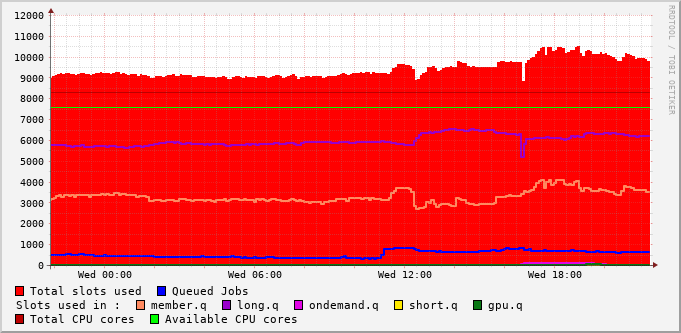 12000
11000
10000
9000
8000
7000
6000
5000
4000
3000
2000
1000
0
Wed 00:00 Wed 06:00 Wed 12:00 Wed 18:00
RRDTOOL / TOBI OETIKER
Total slots used Queued Jobs
Slots used in : member.q long.q ondemand.q short.q gpu.q
Total CPU cores Available CPU cores